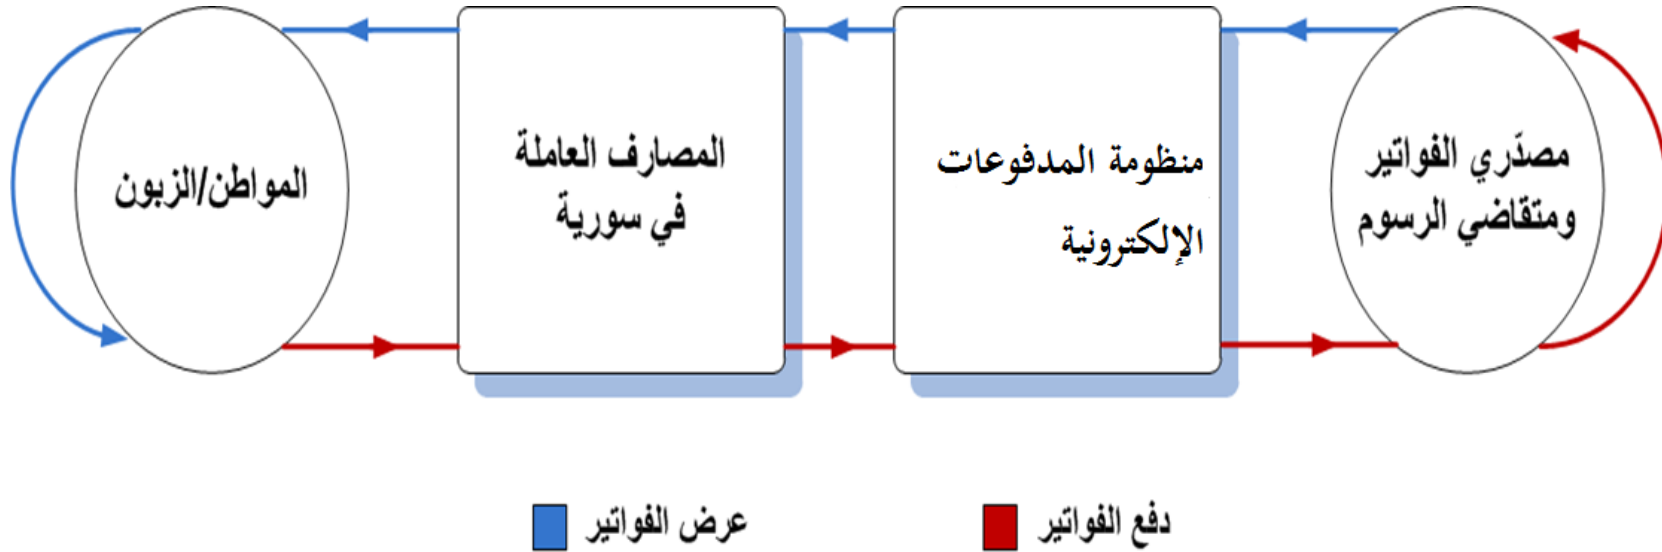 مصدّري الفواتير
ومتقاضي الرسوم
منظومة المدفوعات
الإلكترونية
المصارف العاملة
في سورية
المواطن/الزبون
دفع الفواتير
عرض الفواتير